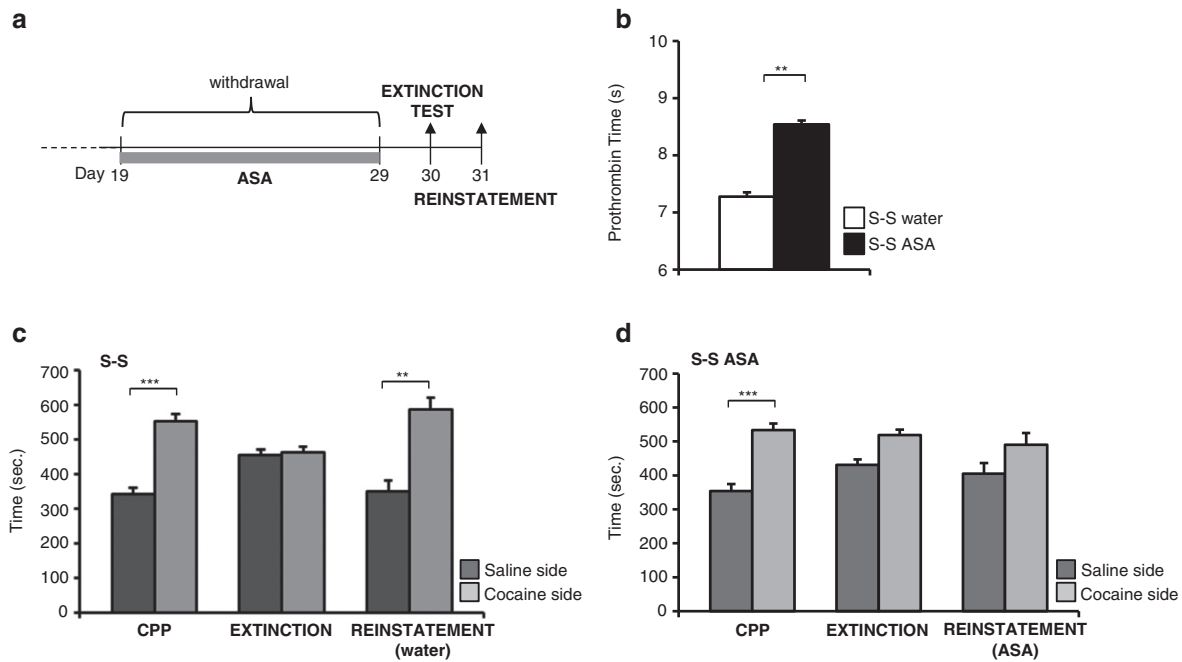 a
withdrawal
EXTINCTION
TEST
Day 19
ASA
29
30
31
REINSTATEMENT
b
Prothrombin Time (s)
10
9
8
7
6
**
S-S water
S-S ASA
c
S-S
Time (sec.)
700
600
500
400
300
200
100
0
***
**
Saline side
Cocaine side
CPP
EXTINCTION
REINSTATEMENT
(water)
d
S-S ASA
Time (sec.)
700
600
500
400
300
200
100
0
***
Saline side
Cocaine side
CPP
EXTINCTION
REINSTATEMENT
(ASA)